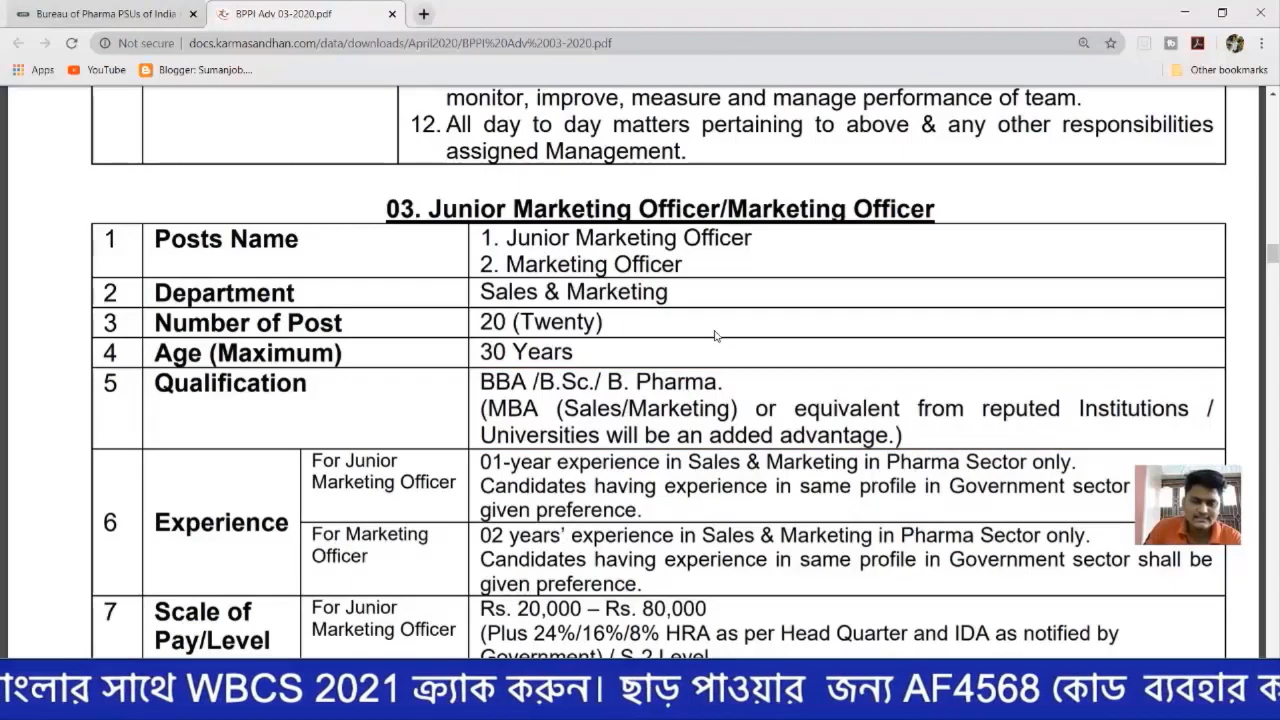 Bureau of Pharma PSUs of India
BPPI Adv 03-2020.pdf
Not secure
docs.karmasandhan.com/data/downloads/April2020/BPPI%20Adv%2003-2020.pdf
Apps
YouTube
Blogger: Sumanjob....
Other bookmarks
monitor, improve, measure and manage performance of team.
12. All day to day matters pertaining to above & any other responsibilities
assigned Management.
03. Junior Marketing Officer/Marketing Officer
1 Posts Name 1. Junior Marketing Officer
2. Marketing Officer
2 Department Sales & Marketing
3 Number of Post 20 (Twenty)
4 Age (Maximum) 30 Years
5 Qualification BBA /B.Sc./ B. Pharma.
(MBA (Sales/Marketing) or equivalent from reputed Institutions /
Universities will be an added advantage.)
6 Experience
For Junior
Marketing Officer
01-year experience in Sales & Marketing in Pharma Sector only.
Candidates having experience in same profile in Government sector
given preference.
For Marketing
Officer
02 years’ experience in Sales & Marketing in Pharma Sector only.
Candidates having experience in same profile in Government sector shall be
given preference.
7 Scale of
Pay/Level
For Junior
Marketing Officer
Rs. 20,000 – Rs. 80,000
(Plus 24%/16%/8% HRA as per Head Quarter and IDA as notified by
Government) / S-2 Level
বাংলার সাথে WBCS 2021 ক্র্যাক করুন। ছাড় পাওয়ার জন্য AF4568 কোড ব্যবহার